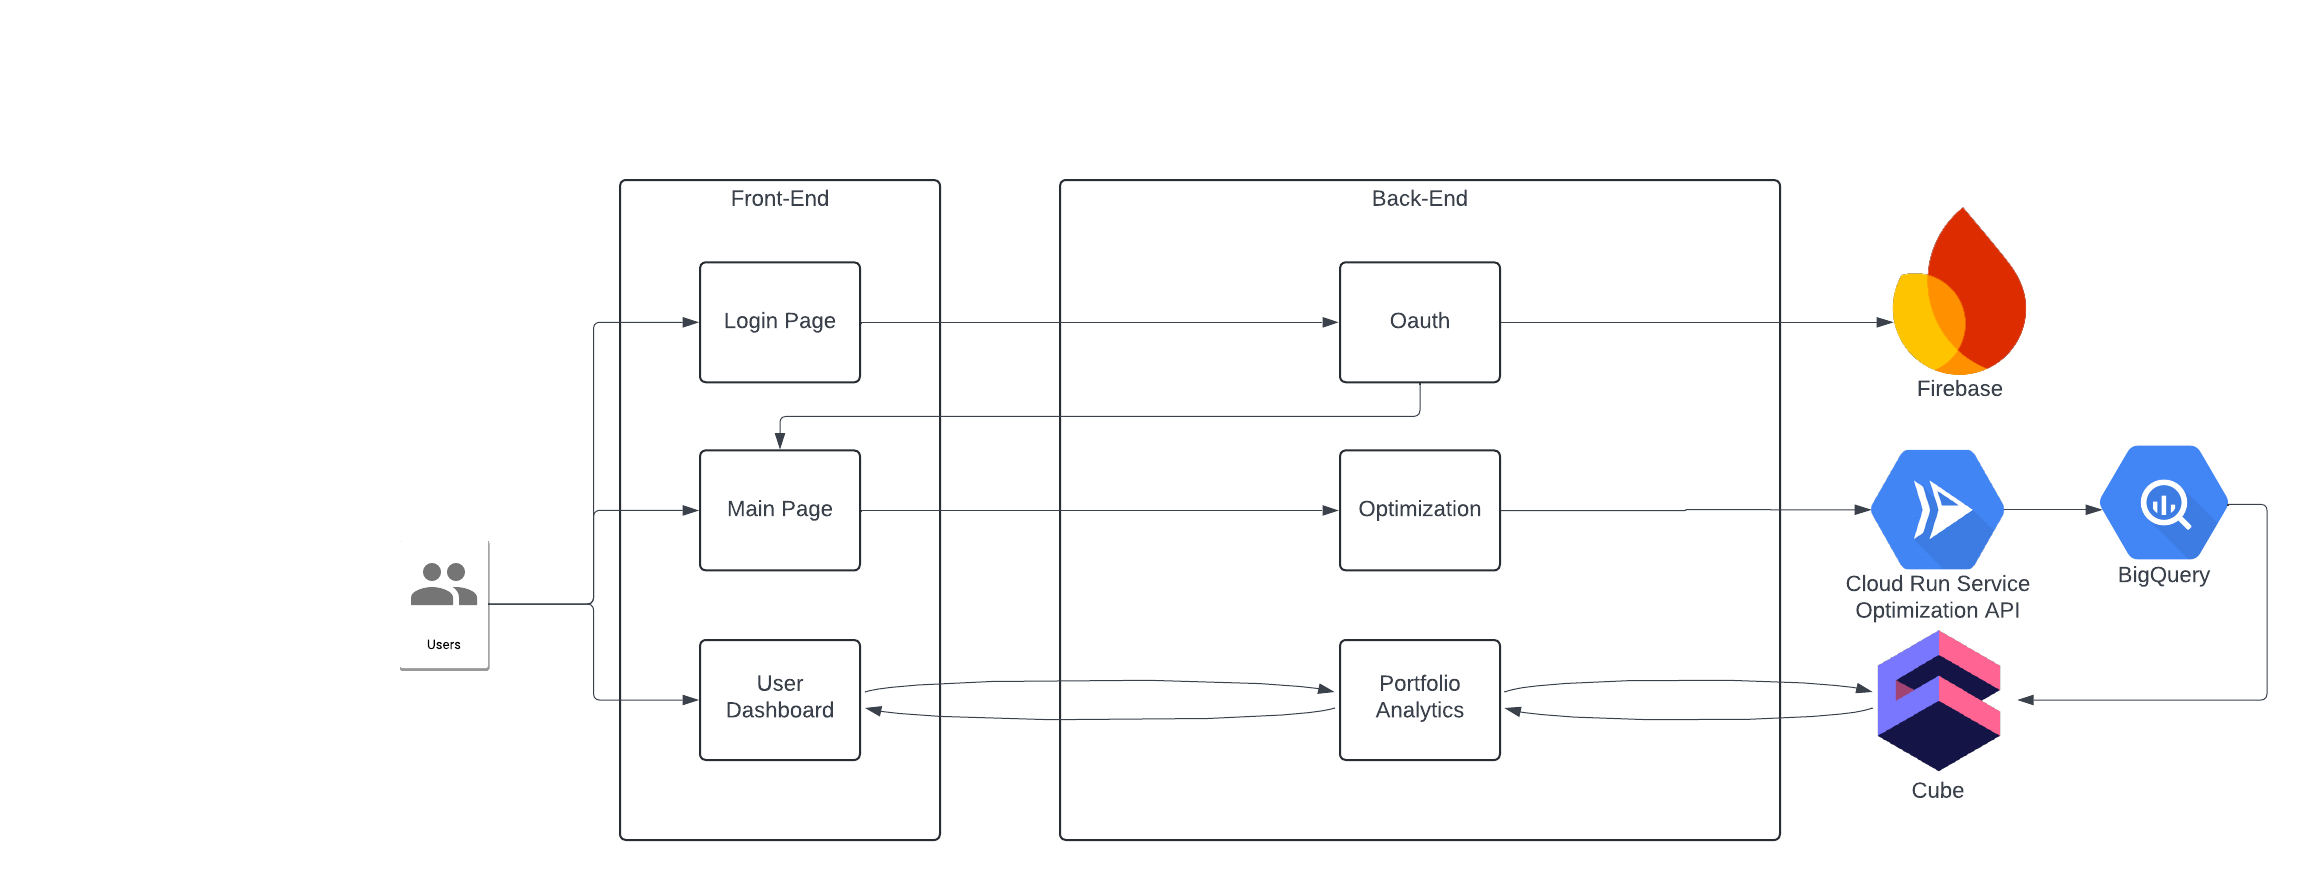 Front-End
Back-End
Login Page
Oauth
Firebase
Main Page
Optimization
Cloud Run Service
Optimization API
BigQuery
Users
User
Dashboard
Portfolio
Analytics
Cube